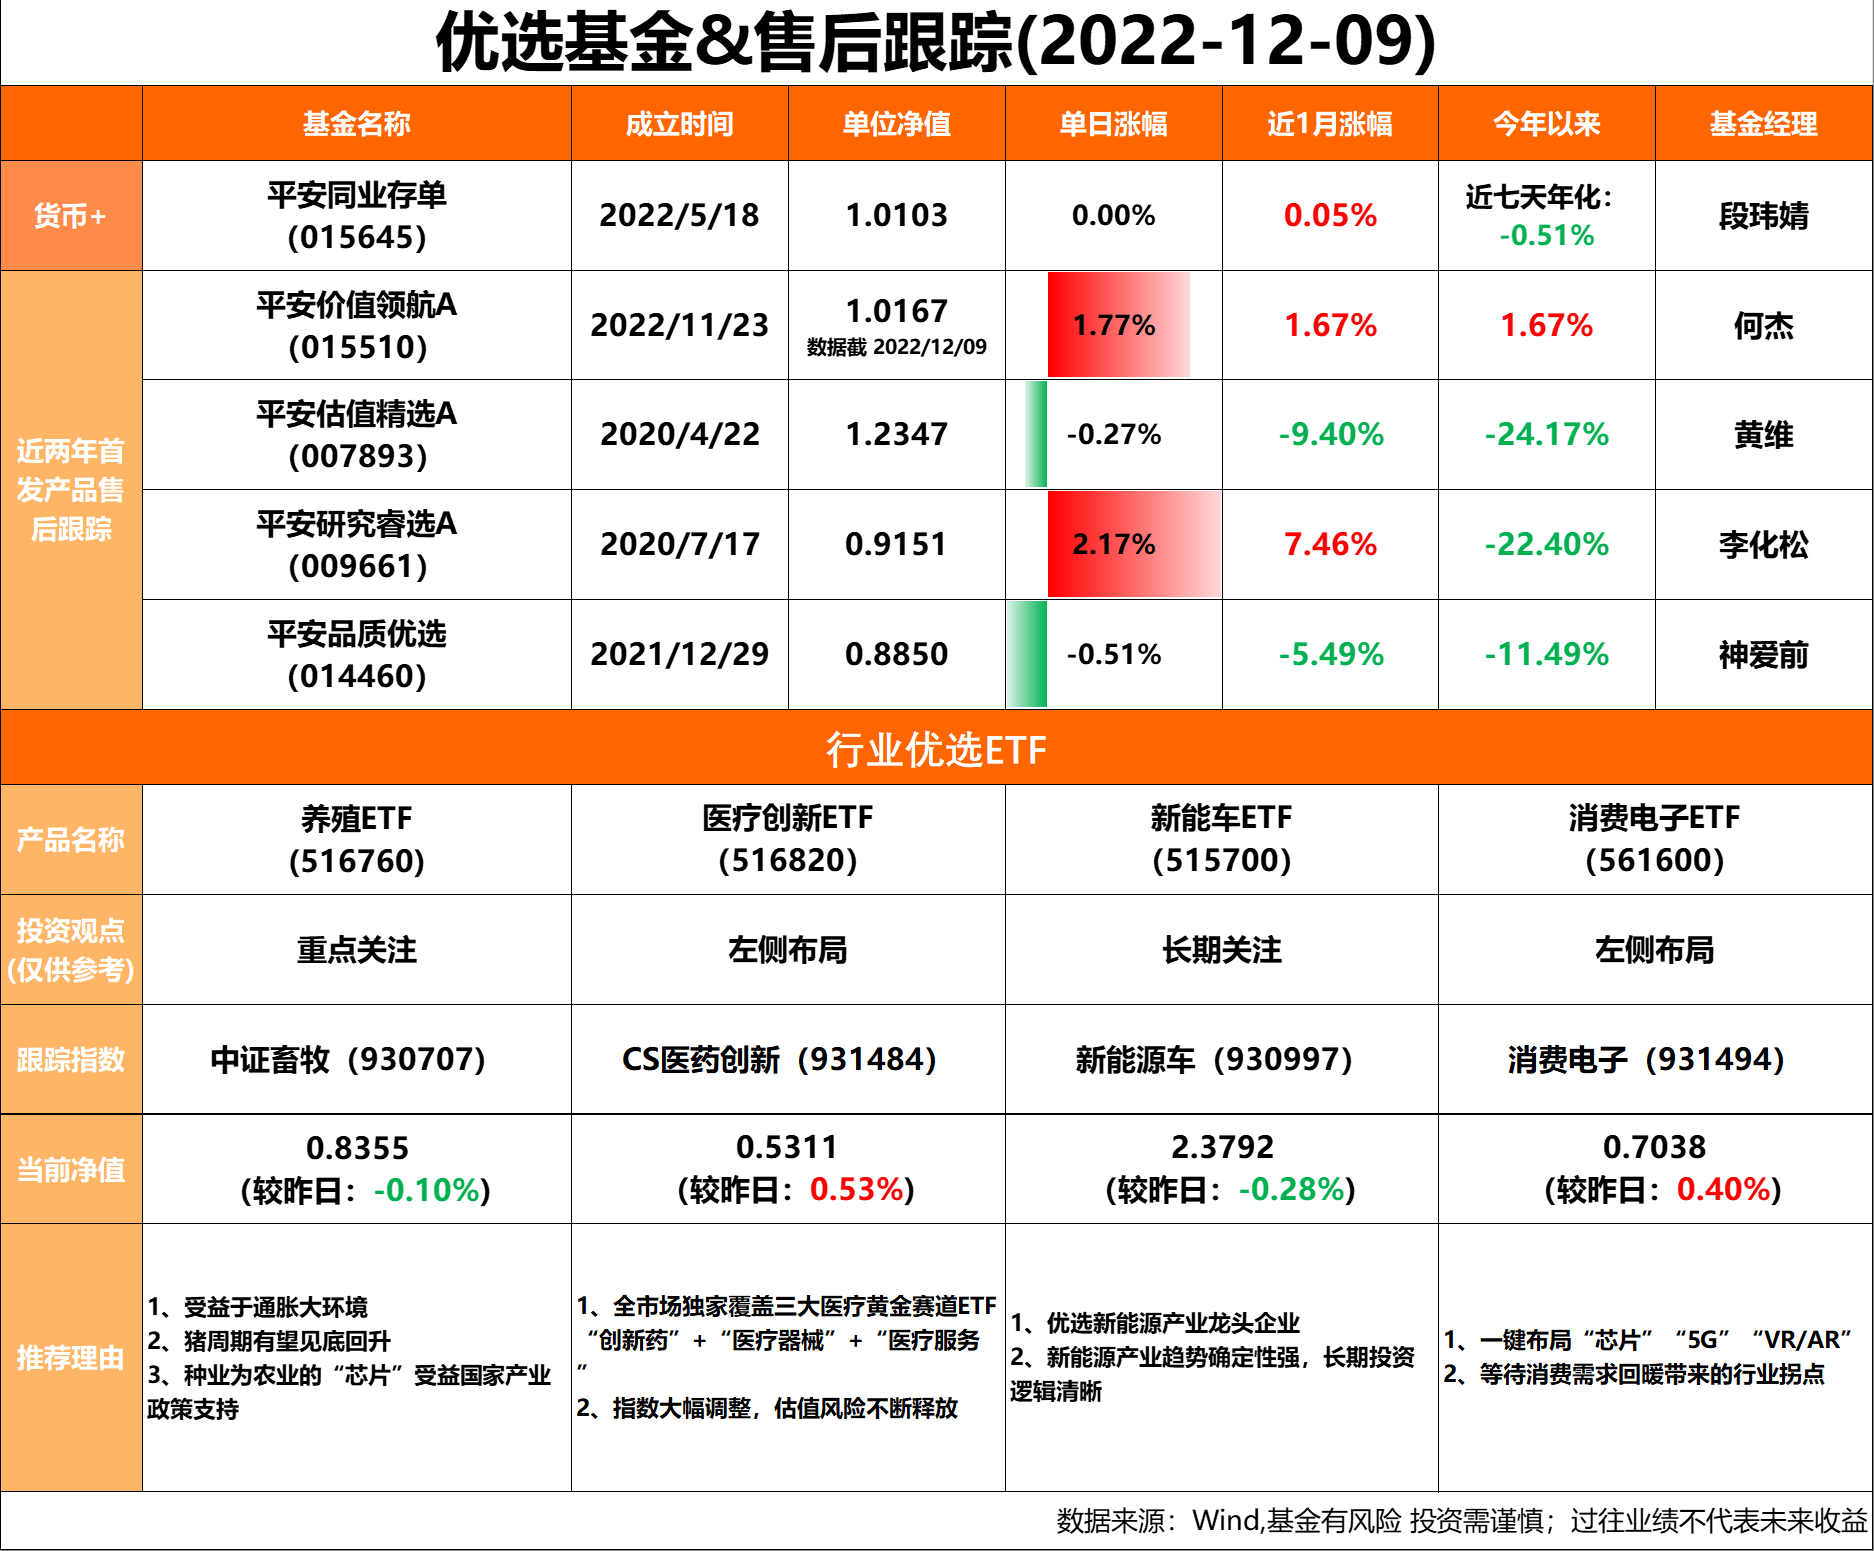 优选基金&售后跟踪(2022-12-09)
基金名称 成立时间 单位净值 单日涨幅 近1月涨幅 今年以来 基金经理
货币+
平安同业存单
(015645)
2022/5/18
1.0103
0.00%
0.05%
近七天年化：
-0.51%
段玮婧
近两年首
发产品售
后跟踪
平安价值领航A
(015510)
2022/11/23
1.0167
数据截 2022/12/09
1.77%
1.67%
1.67%
何杰
平安估值精选A
(007893)
2020/4/22
1.2347
-0.27%
-9.40%
-24.17%
黄维
平安研究睿选A
(009661)
2020/7/17
0.9151
2.17%
7.46%
-22.40%
李化松
平安品质优选
(014460)
2021/12/29
0.8850
-0.51%
-5.49%
-11.49%
神爱前
行业优选ETF
产品名称
养殖ETF
(516760)
医疗创新ETF
（516820）
新能车ETF
（515700）
消费电子ETF
（561600）
投资观点
(仅供参考)
重点关注
左侧布局
长期关注
左侧布局
跟踪指数
中证畜牧（930707）
CS医药创新（931484）
新能源车（930997）
消费电子（931494）
当前净值
0.8355
(较昨日：-0.10%)
0.5311
(较昨日：0.53%)
2.3792
(较昨日：-0.28%)
0.7038
(较昨日：0.40%)
推荐理由
1、受益于通胀大环境
2、猪周期有望见底回升
3、种业为农业的“芯片”受益国家产业
政策支持
1、全市场独家覆盖三大医疗黄金赛道ETF
“创新药”+“医疗器械”+“医疗服务
”
2、指数大幅调整，估值风险不断释放
1、优选新能源产业龙头企业
2、新能源产业趋势确定性强，长期投资
逻辑清晰
1、一键布局“芯片”“5G”“VR/AR”
2、等待消费需求回暖带来的行业拐点
数据来源：Wind,基金有风险 投资需谨慎；过往业绩不代表未来收益